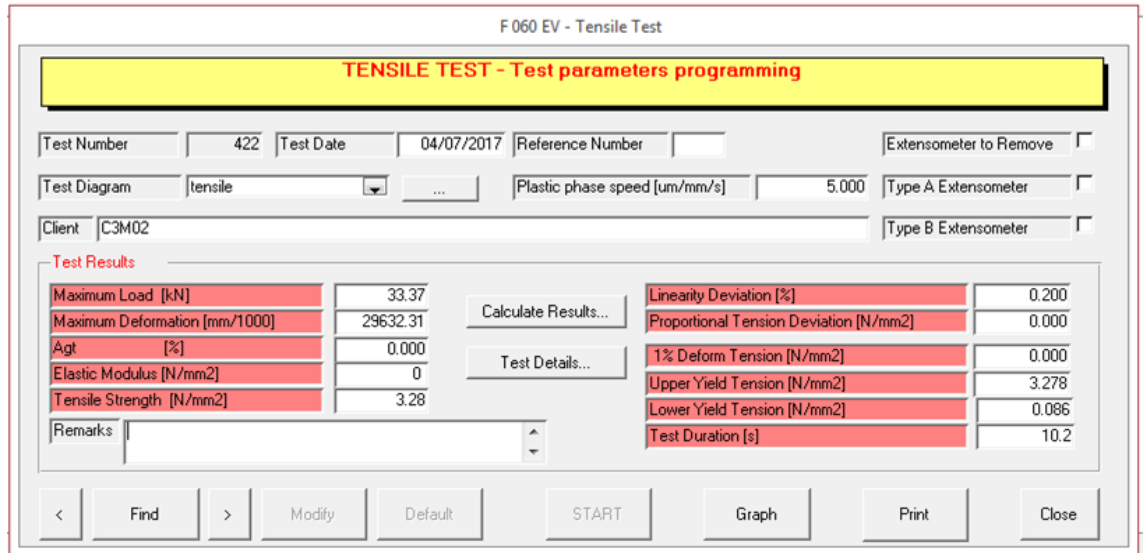 F 060 EV - Tensile Test
TENSILE TEST - Test parameters programming
Test Number 422 Test Date 04/07/2017 Reference Number Extensometer to Remove
Test Diagram tensile ... Plastic phase speed [um/mm/s] 5.000 Type A Extensometer
Client C3M02 Type B Extensometer
Test Results
Maximum Load [kN] 33.37 Calculate Results... Linearity Deviation [%] 0.200
Maximum Deformation [mm/1000] 29632.31 Proportional Tension Deviation [N/mm2] 0.000
Agt [%] 0.000 Test Details... 1% Deform Tension [N/mm2] 0.000
Elastic Modulus [N/mm2] 0 Upper Yield Tension [N/mm2] 3.278
Tensile Strength [N/mm2] 3.28 Lower Yield Tension [N/mm2] 0.086
Remarks Test Duration [s] 10.2
< Find > Modify Default START Graph Print Close